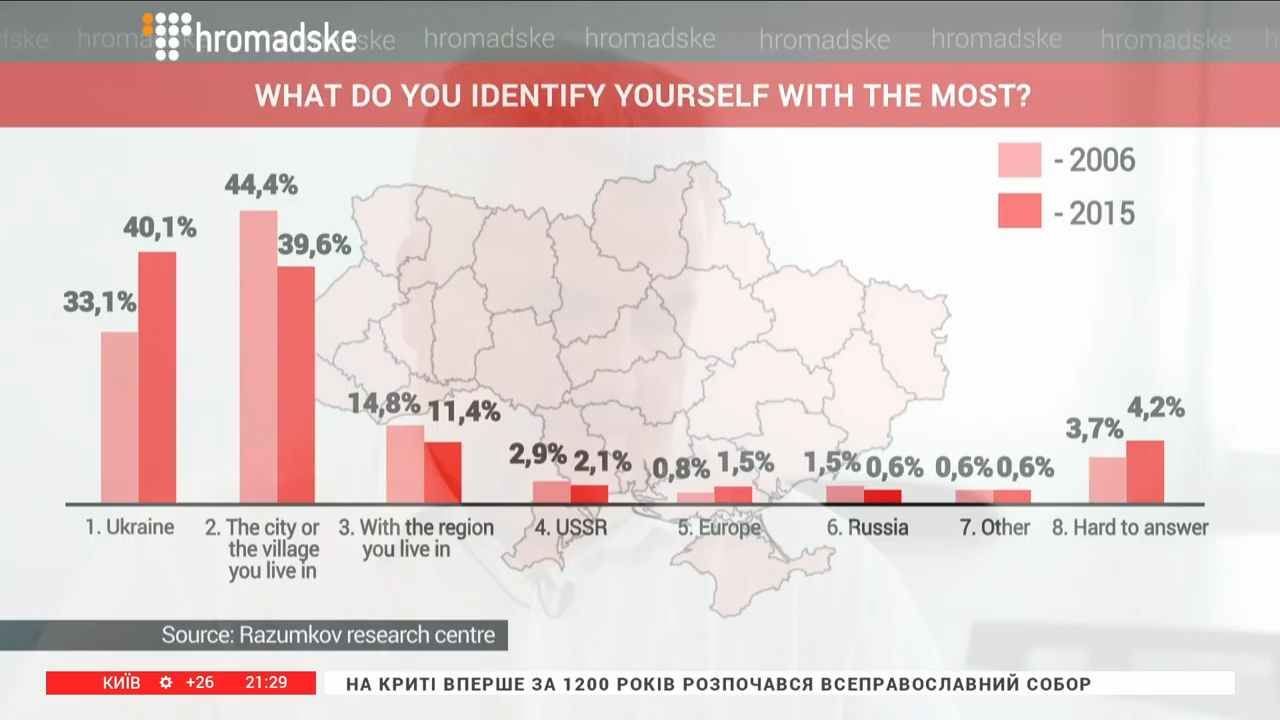 dske hromadske hromadske hromadske hromadske hromadske hromadske
hromadske
WHAT DO YOU IDENTIFY YOURSELF WITH THE MOST?
- 2006
- 2015
33,1% 40,1%
44,4% 39,6%
14,8% 11,4%
2,9% 2,1%
0,8% 1,5%
1,5% 0,6%
0,6% 0,6%
3,7% 4,2%
1. Ukraine
2. The city or
the village
you live in
3. With the region
you live in
4. USSR
5. Europe
6. Russia
7. Other
8. Hard to answer
Source: Razumkov research centre
КИЇВ +26 21:29
НА КРИТІ ВПЕРШЕ ЗА 1200 РОКІВ РОЗПОЧАВСЯ ВСЕПРАВОСЛАВНИЙ СОБОР